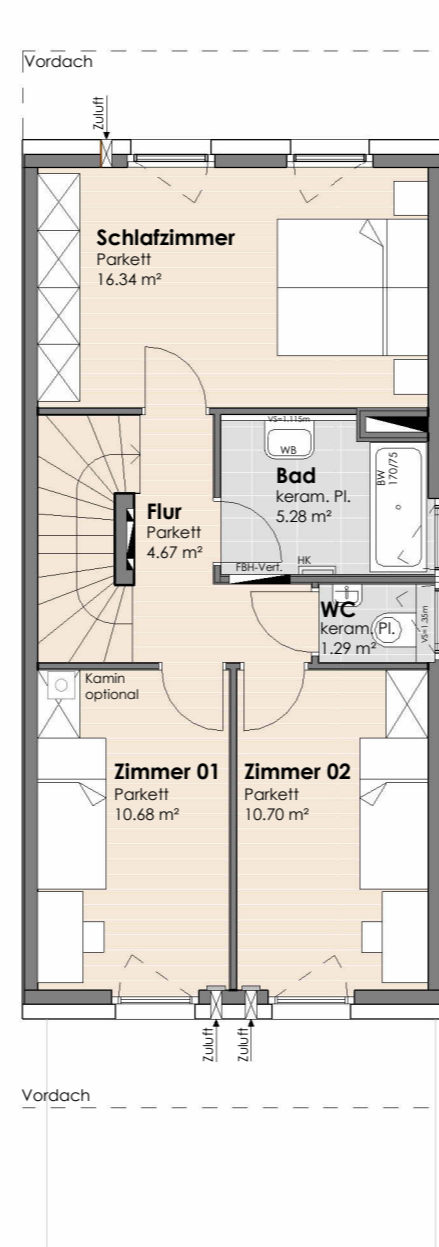 Vordach
Zuluft
Schlafzimmer
Parkett
16.34 m²
VS=1.115m
WB
Bad
keram. Pl.
5.28 m²
BW
170/75
Flur
Parkett
4.67 m²
FBH-Vert.
HK
WC
keram. Pl.
1.29 m²
VS=1.35m
Kamin
optional
Zimmer 01
Parkett
10.68 m²
Zimmer 02
Parkett
10.70 m²
Zuluft
Zuluft
Vordach